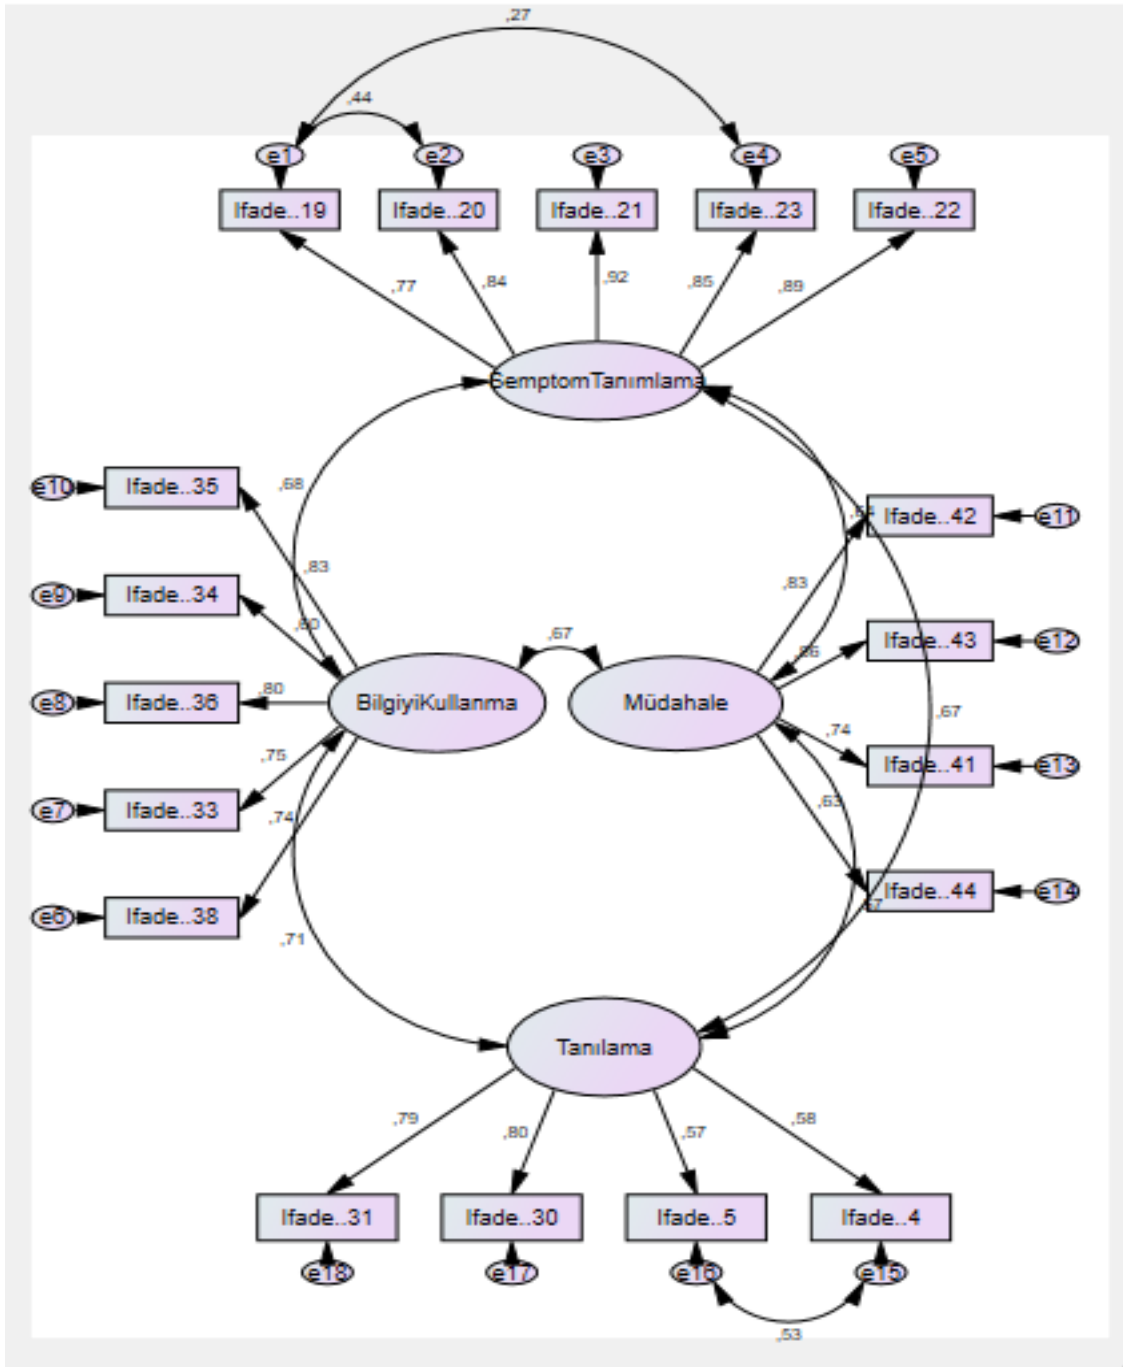 ,27
,44
e1 e2 e3 e4 e5
Ifade..19 Ifade..20 Ifade..21 Ifade..23 Ifade..22
,77 ,84 ,92 ,85 ,89
SemptomTanımlama
e10 Ifade..35 ,68
Ifade..42 e11
,83 ,83
e9 Ifade..34
Ifade..43 e12
,67
e8 Ifade..36 ,80 BilgiyiKullanma Müdahale ,67
,74
,75 Ifade..41 e13
e7 Ifade..33 ,74 ,63
Ifade..44 e14
e6 Ifade..38
,71
Tanılama
,79 ,80 ,57 ,58
Ifade..31 Ifade..30 Ifade..5 Ifade..4
e18 e17 e16 e15
,53